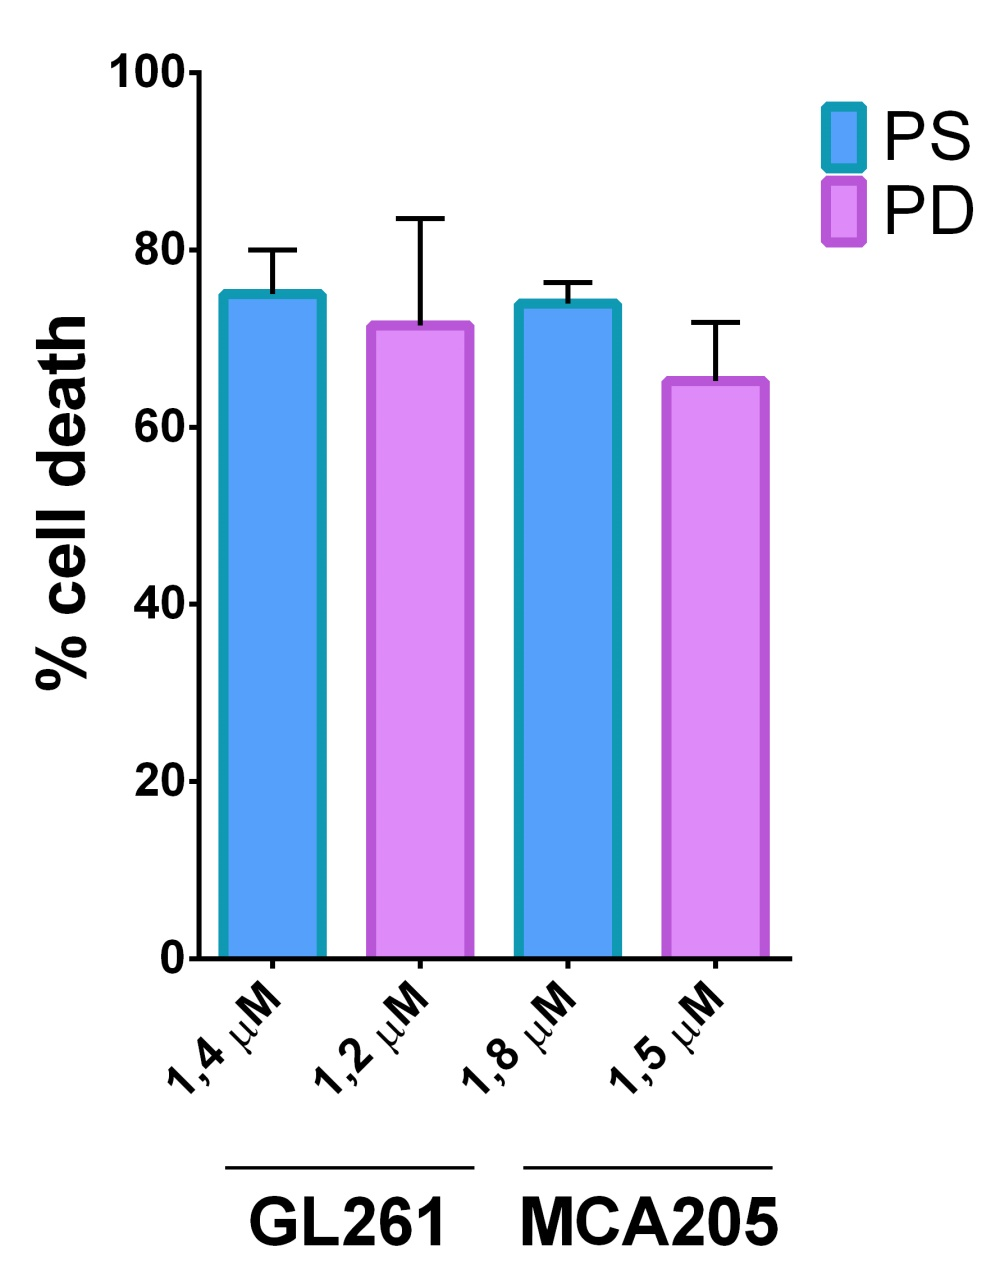 100
80
60
40
20
0
% cell death
PS
PD
1,4 μM
1,2 μM
1,8 μM
1,5 μM
GL261
MCA205